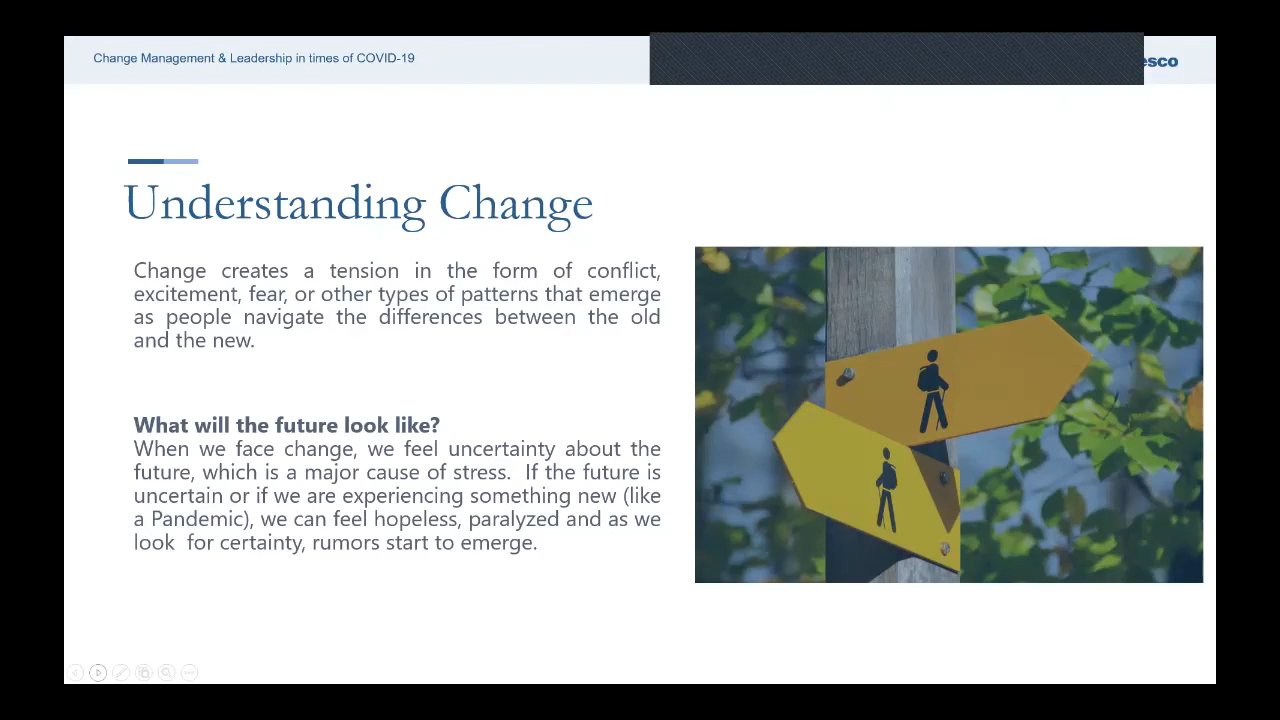 Change Management & Leadership in times of COVID-19
esco
Understanding Change
Change creates a tension in the form of conflict,
excitement, fear, or other types of patterns that emerge
as people navigate the differences between the old
and the new.
What will the future look like?
When we face change, we feel uncertainty about the
future, which is a major cause of stress. If the future is
uncertain or if we are experiencing something new (like
a Pandemic), we can feel hopeless, paralyzed and as we
look for certainty, rumors start to emerge.